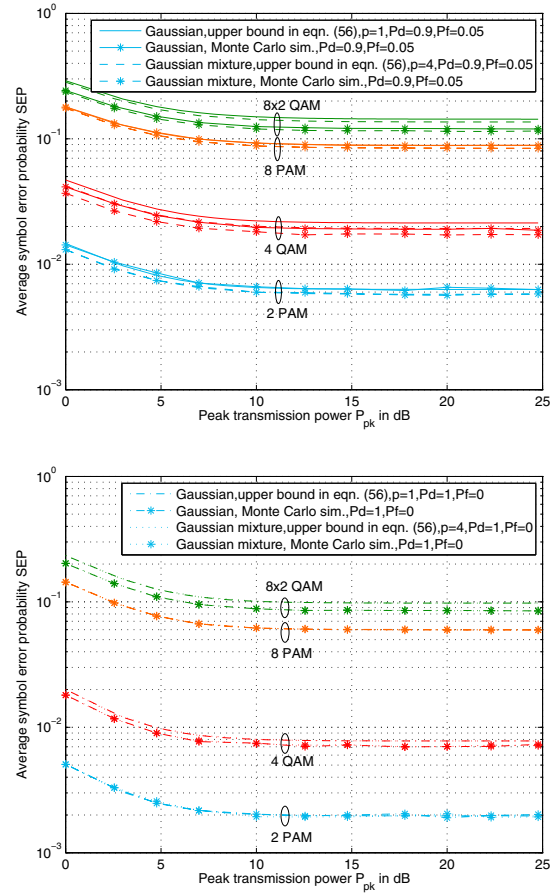 Gaussian,upper bound in eqn. (56),p=1,Pd=0.9,Pf=0.05
Gaussian, Monte Carlo sim.,Pd=0.9,Pf=0.05
Gaussian mixture,upper bound in eqn. (56),p=4,Pd=0.9,Pf=0.05
Gaussian mixture, Monte Carlo sim.,Pd=0.9,Pf=0.05
Average symbol error probability SEP
10^0
10^-1
10^-2
10^-3
8x2 QAM
8 PAM
4 QAM
2 PAM
0 5 10 15 20 25
Peak transmission power P_pk in dB
Gaussian,upper bound in eqn. (56),p=1,Pd=1,Pf=0
Gaussian, Monte Carlo sim.,Pd=1,Pf=0
Gaussian mixture,upper bound in eqn. (56),p=4,Pd=1,Pf=0
Gaussian mixture, Monte Carlo sim.,Pd=1,Pf=0
Average symbol error probability SEP
10^0
10^-1
10^-2
10^-3
8x2 QAM
8 PAM
4 QAM
2 PAM
0 5 10 15 20 25
Peak transmission power P_pk in dB